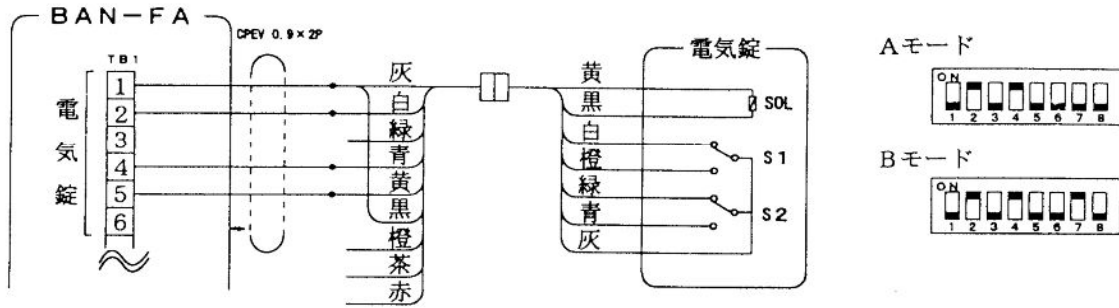 BAN-FA
CPEV 0.9×2P
TB1
電気錠
1
2
3
4
5
6
灰
白
緑
青
黄
黒
橙
茶
赤
電気錠
黄
黒
白
橙
緑
青
灰
SOL
S1
S2
Aモード
ON
1 2 3 4 5 6 7 8
Bモード
ON
1 2 3 4 5 6 7 8